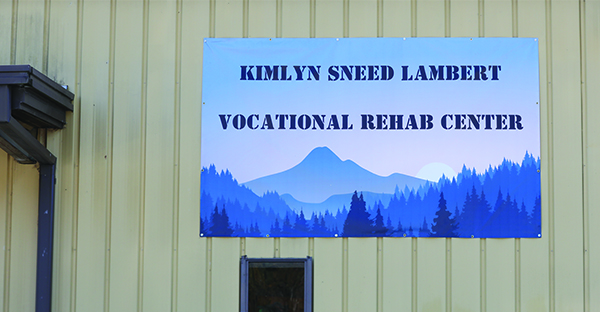 KIMLYN SNEED LAMBERT
VOCATIONAL REHAB CENTER